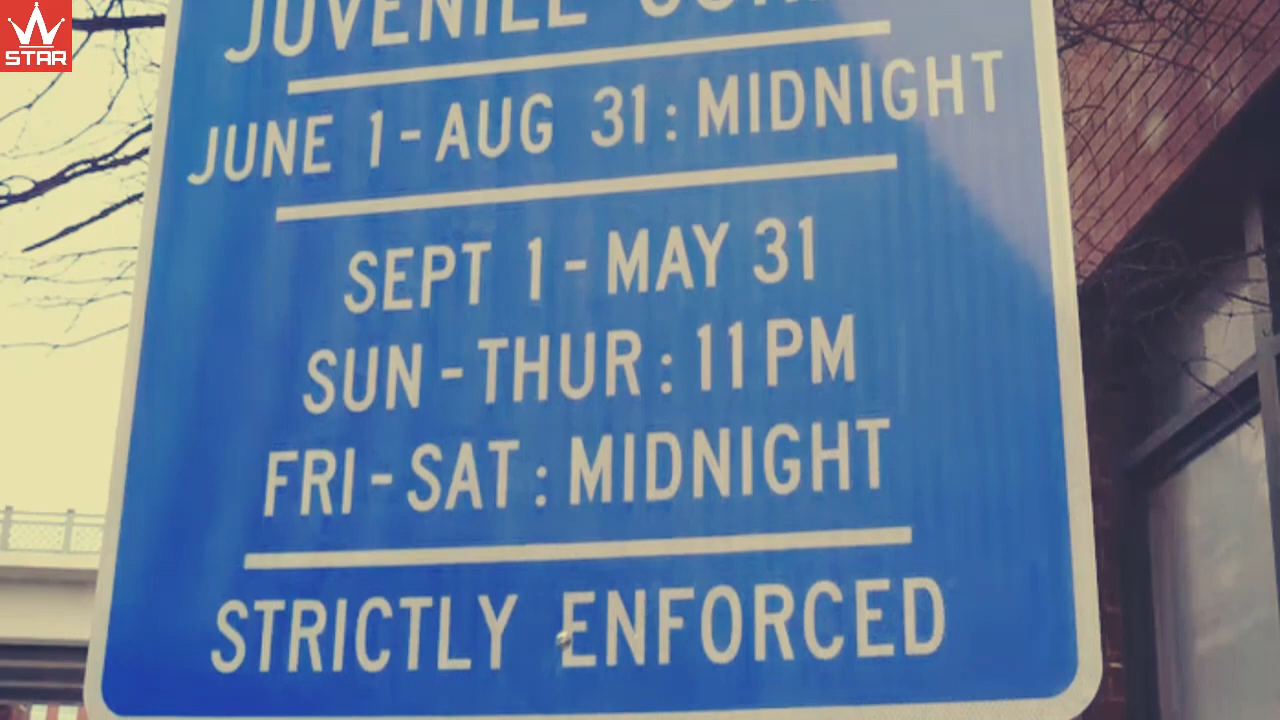 STAR
JUVENILE
JUNE 1 - AUG 31 : MIDNIGHT
SEPT 1 - MAY 31
SUN - THUR : 11 PM
FRI - SAT : MIDNIGHT
STRICTLY ENFORCED